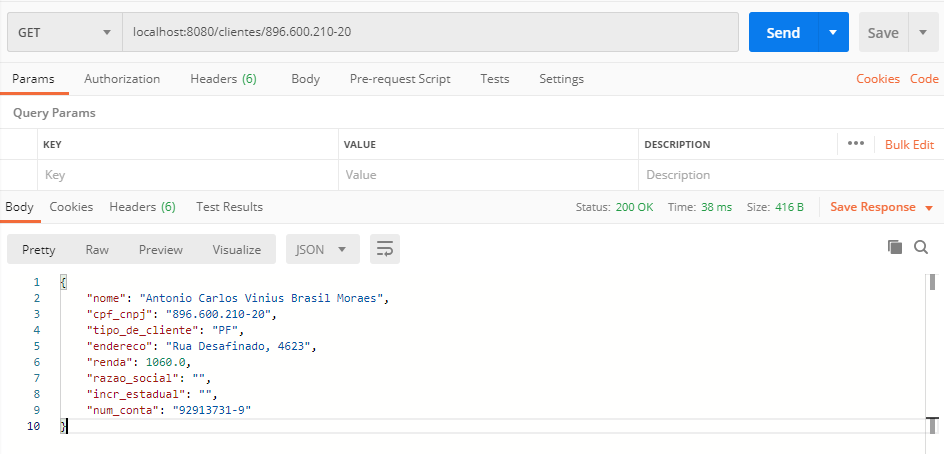 GET localhost:8080/clientes/896.600.210-20 Send Save
Params Authorization Headers (6) Body Pre-request Script Tests Settings Cookies Code
Query Params
KEY VALUE DESCRIPTION ••• Bulk Edit
Key Value Description
Body Cookies Headers (6) Test Results Status: 200 OK Time: 38 ms Size: 416 B Save Response
Pretty Raw Preview Visualize JSON
1 {
2 "nome": "Antonio Carlos Vinius Brasil Moraes",
3 "cpf_cnpj": "896.600.210-20",
4 "tipo_de_cliente": "PF",
5 "endereco": "Rua Desafinado, 4623",
6 "renda": 1060.0,
7 "razao_social": "",
8 "incr_estadual": "",
9 "num_conta": "92913731-9"
10 }